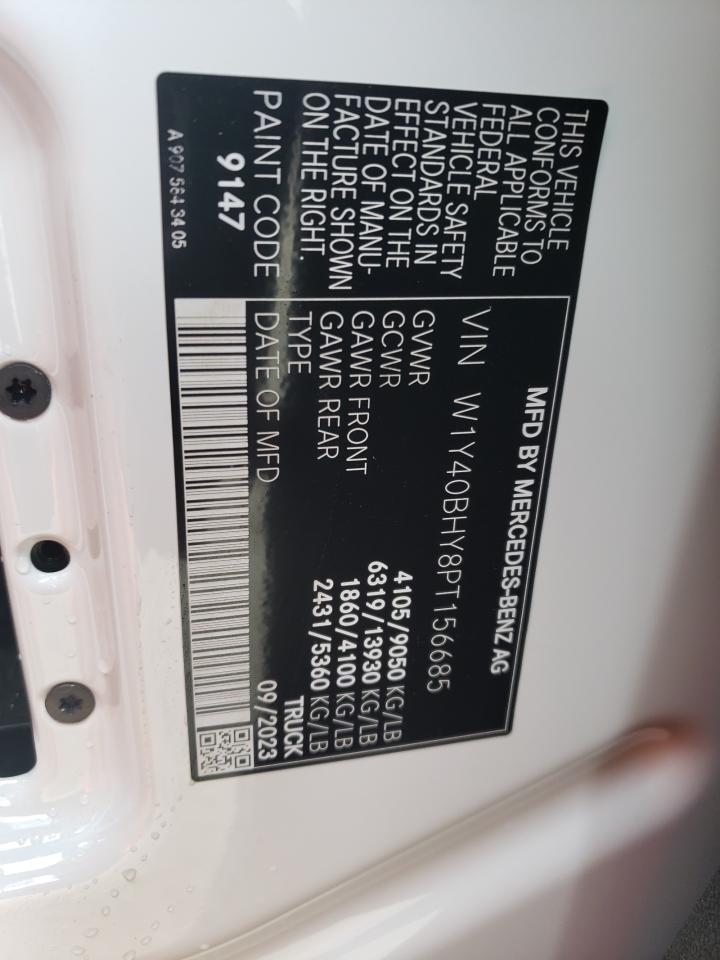 THIS VEHICLE
CONFORMS TO
ALL APPLICABLE
FEDERAL
VEHICLE SAFETY
STANDARDS IN
EFFECT ON THE
DATE OF MANU-
FACTURE SHOWN
ON THE RIGHT.
PAINT CODE
9147
A 907 584 34 05
MFD BY MERCEDES-BENZ AG
VIN W1Y40BHY8PT156685
GVWR 4105/9050 KG/LB
GCWR 6319/13930 KG/LB
GAWR FRONT 1860/4100 KG/LB
GAWR REAR 2431/5360 KG/LB
TYPE TRUCK
DATE OF MFD 09/2023